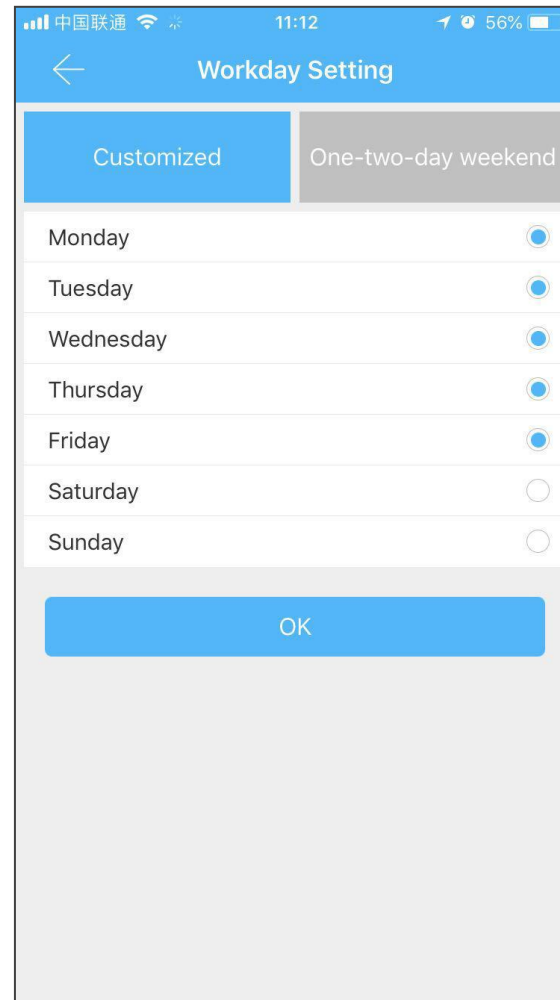 中国联通 11:12 56%
Workday Setting
Customized One-two-day weekend
Monday
Tuesday
Wednesday
Thursday
Friday
Saturday
Sunday
OK